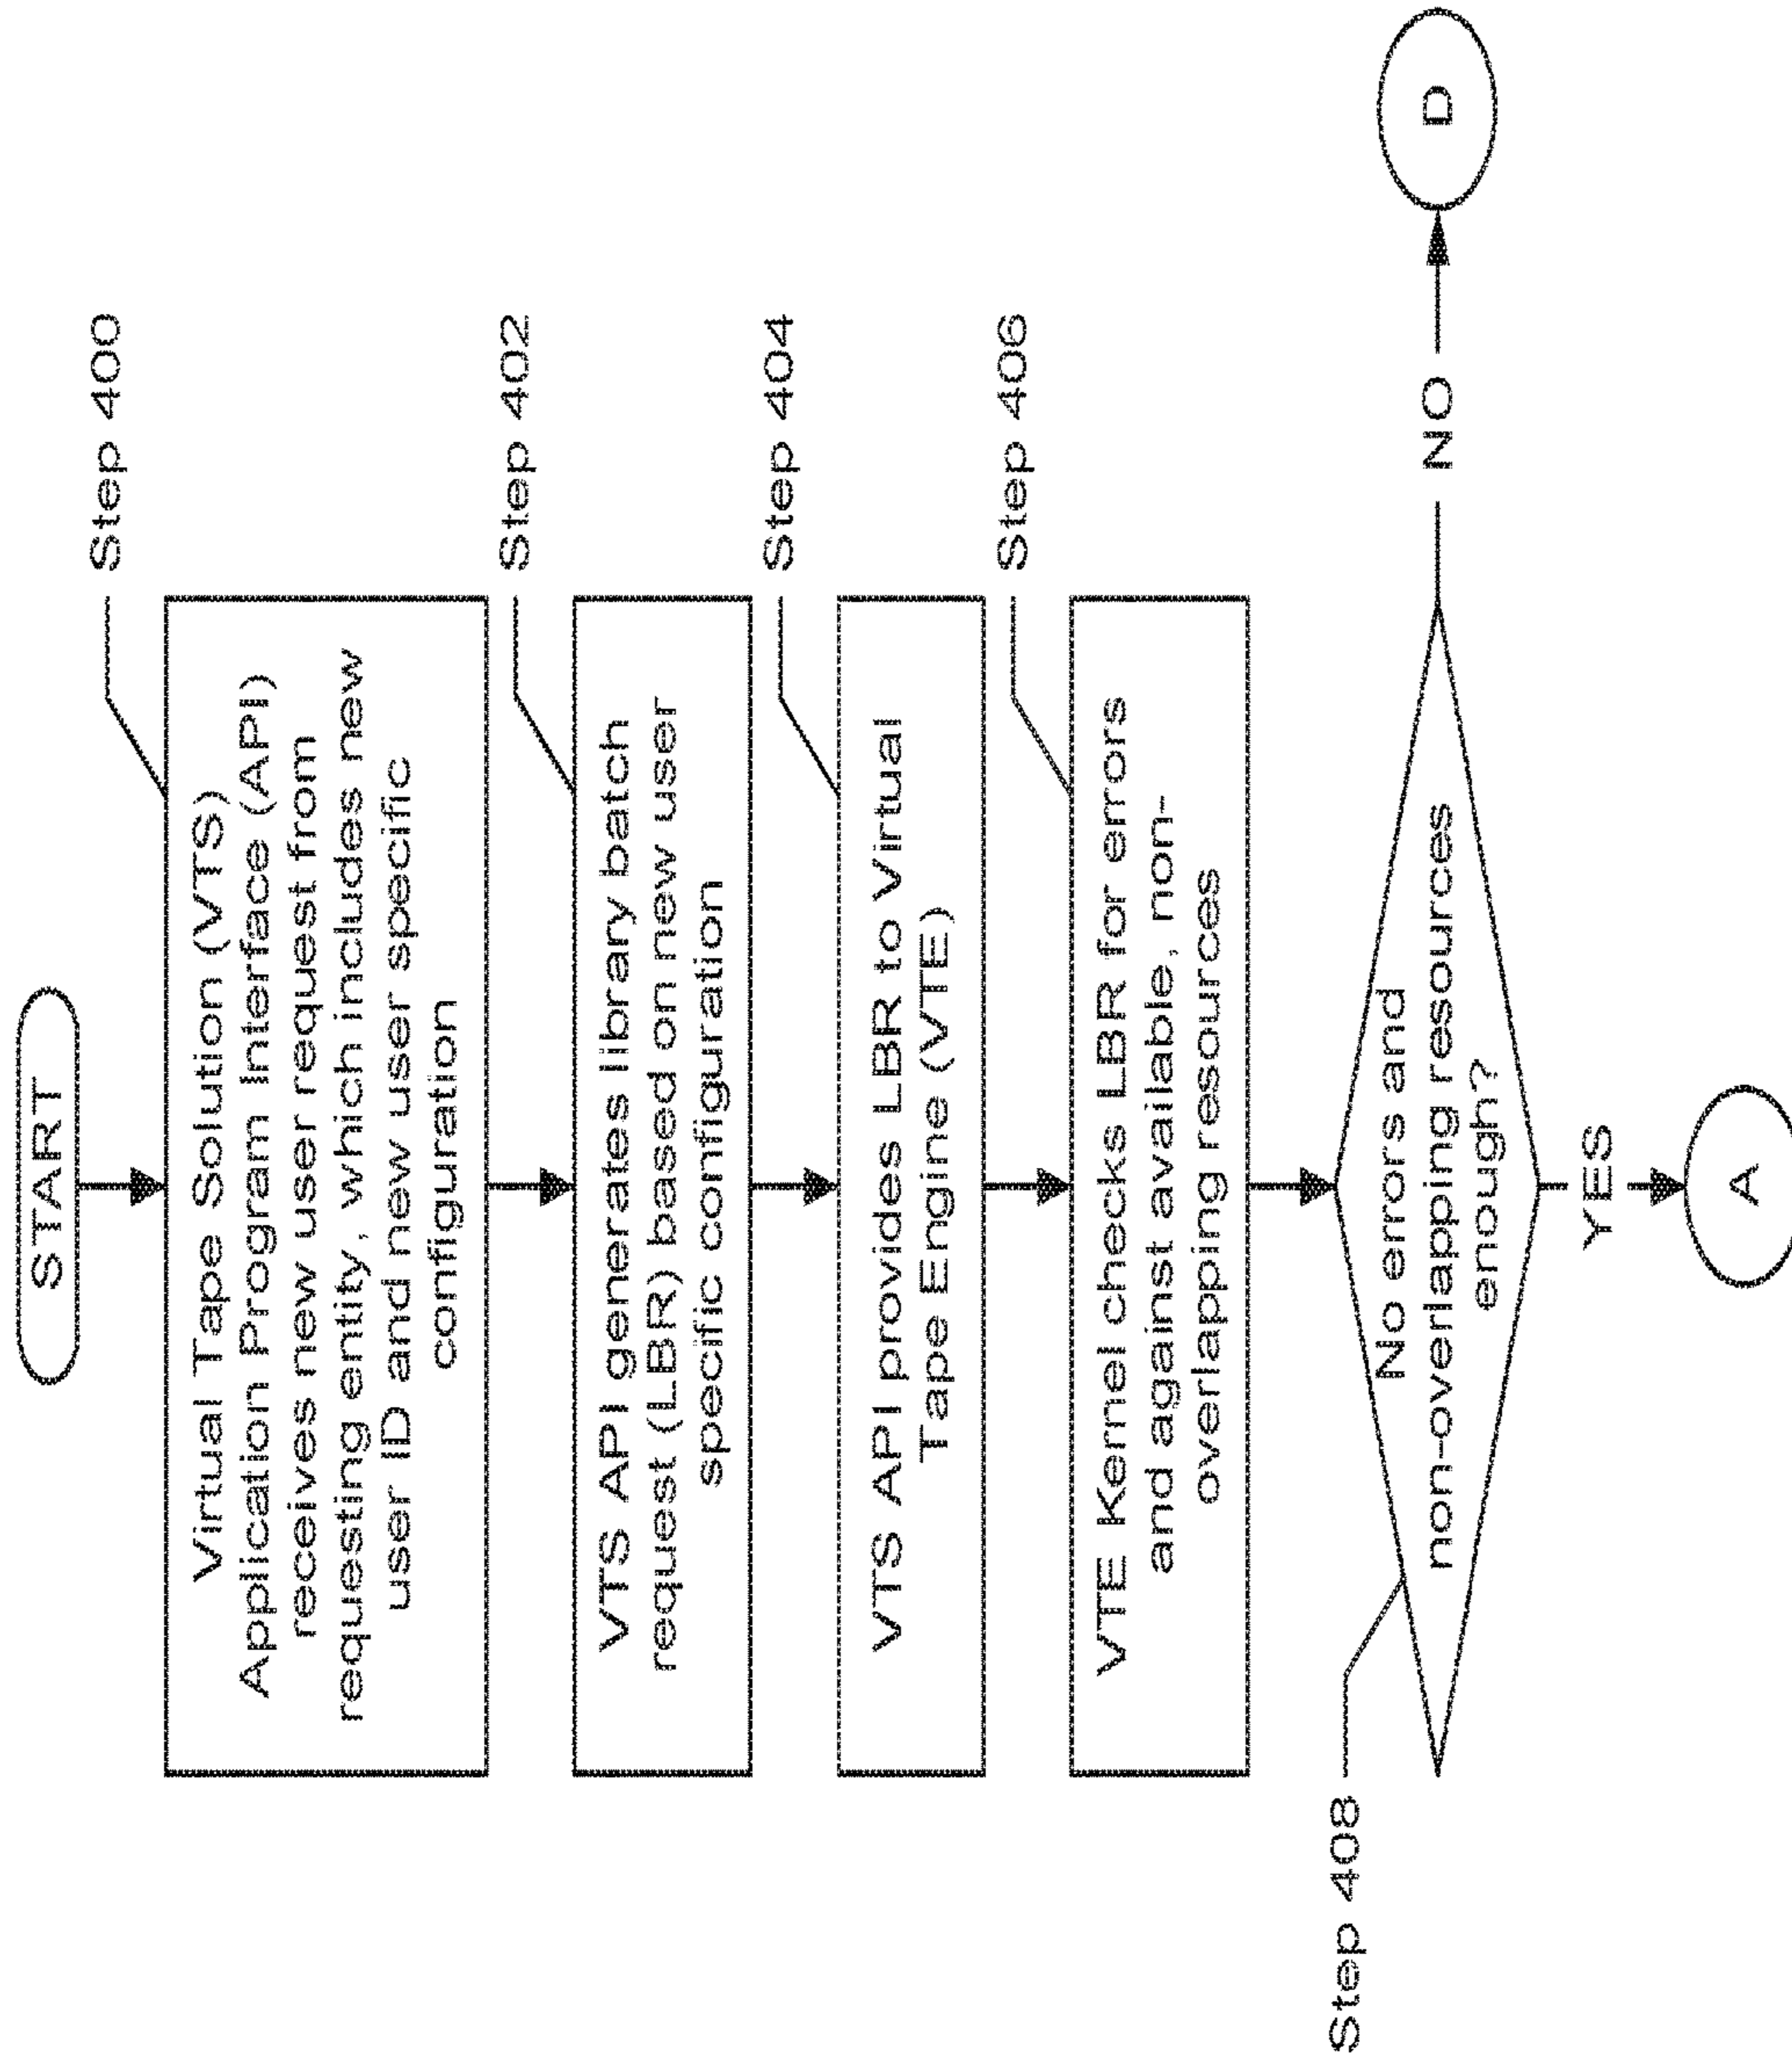 START
Step 400
Virtual Tape Solution (VTS)
Application Program Interface (API)
receives new user request from
requesting entity, which includes new
user ID and new user specific
configuration
Step 402
VTS API generates library batch
request (LBR) based on new user
specific configuration
Step 404
VTS API provides LBR to Virtual
Tape Engine (VTE)
Step 406
VTE Kernel checks LBR for errors
and against available, non-
overlapping resources
Step 408
No errors and
non-overlapping resources
enough?
NO
D
YES
A